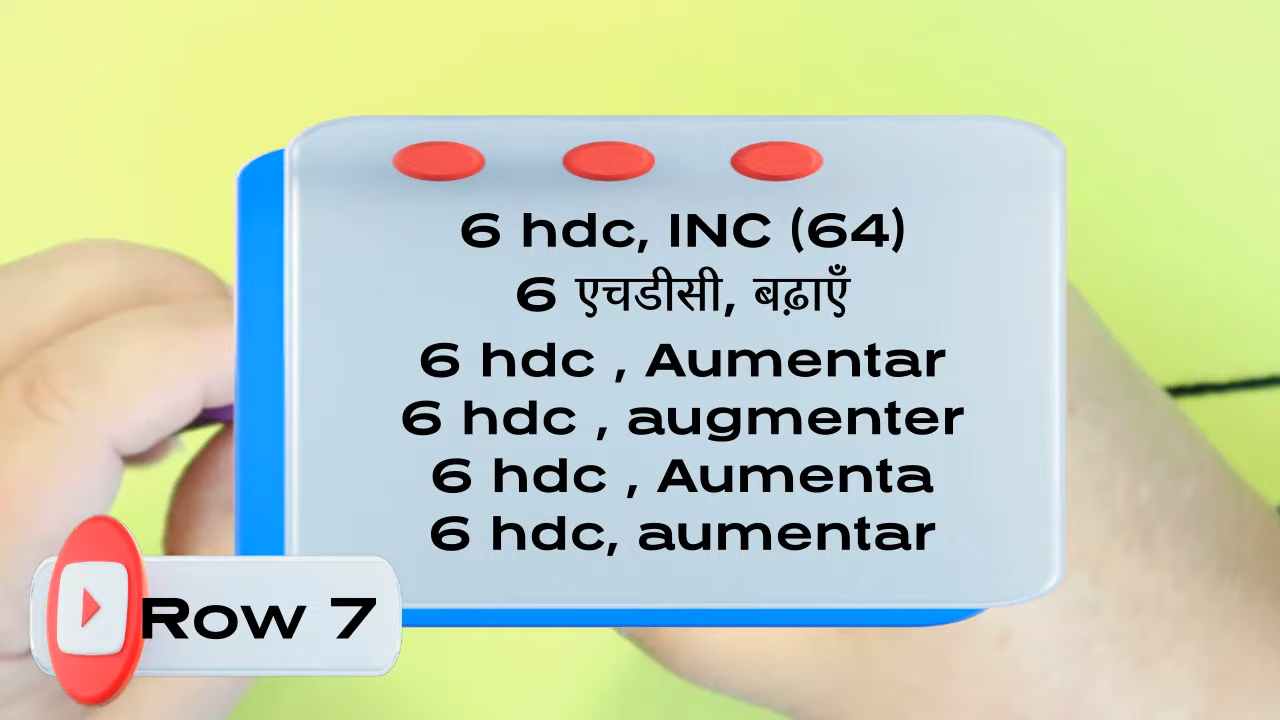 6 hdc, INC (64)
6 एचडीसी, बढ़ाएँ
6 hdc , Aumentar
6 hdc , augmenter
6 hdc , Aumenta
6 hdc, aumentar
Row 7